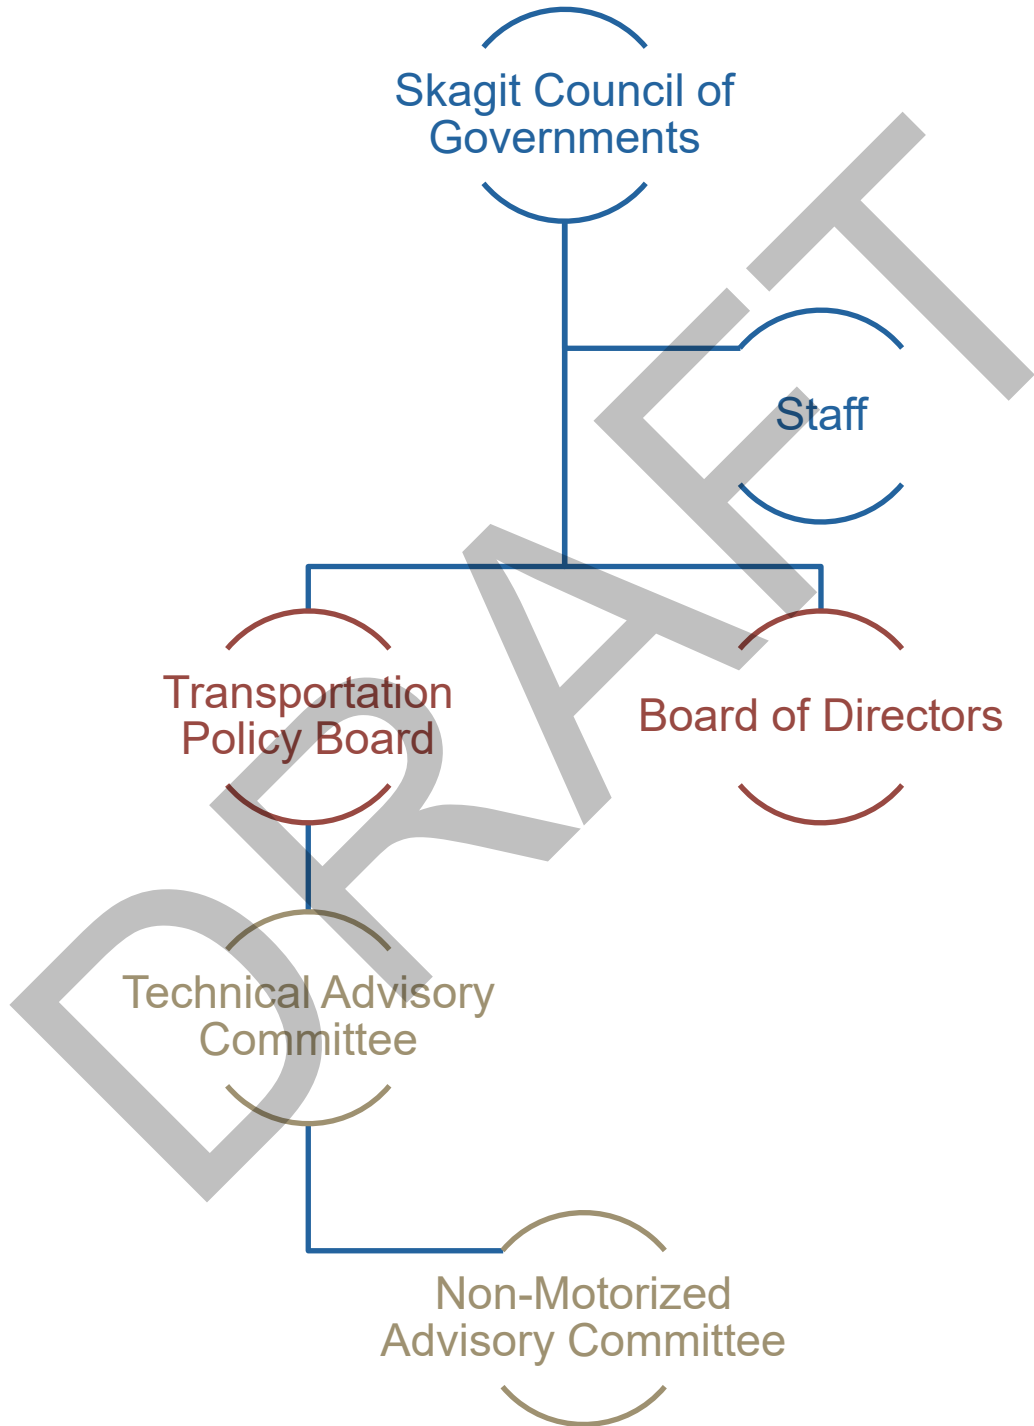 Skagit Council of
Governments
Staff
Transportation
Policy Board
Board of Directors
Technical Advisory
Committee
Non-Motorized
Advisory Committee
DRAFT